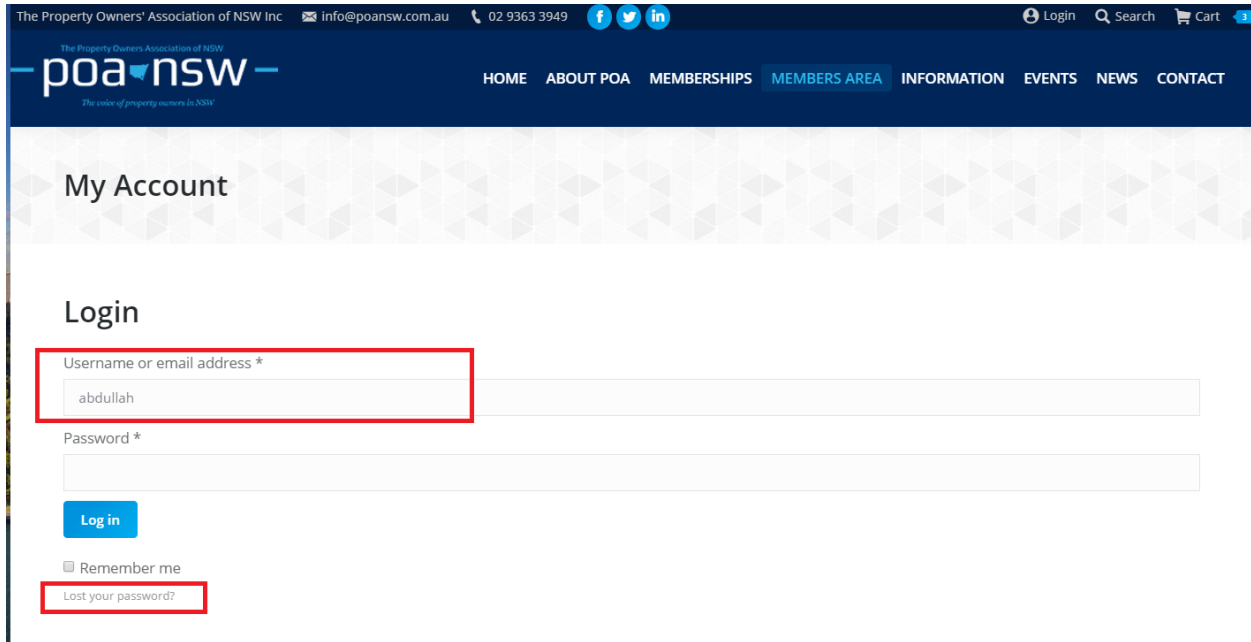 The Property Owners' Association of NSW Inc info@poansw.com.au 02 9363 3949 Login Search Cart 3
The Property Owners Association of NSW
poa nsw
The voice of property owners in NSW
HOME ABOUT POA MEMBERSHIPS MEMBERS AREA INFORMATION EVENTS NEWS CONTACT
My Account
Login
Username or email address *
abdullah
Password *
Log in
Remember me
Lost your password?